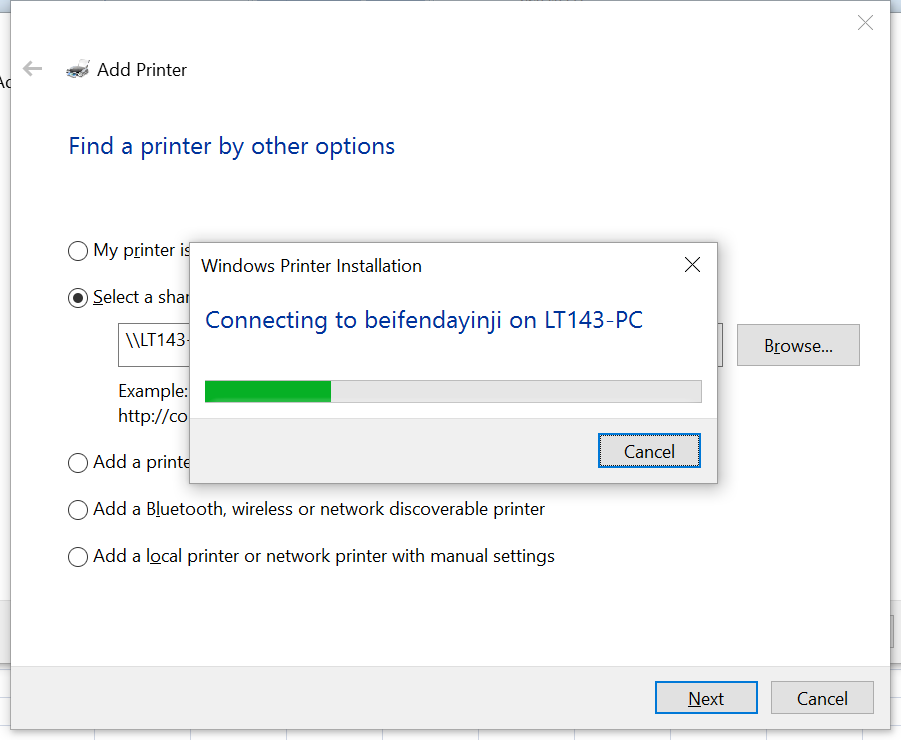 Add Printer
Find a printer by other options
My printer is
Windows Printer Installation
Select a shar
Connecting to beifendayinji on LT143-PC
\\LT143-
Browse...
Example:
http://co
Cancel
Add a printe
Add a Bluetooth, wireless or network discoverable printer
Add a local printer or network printer with manual settings
Next
Cancel